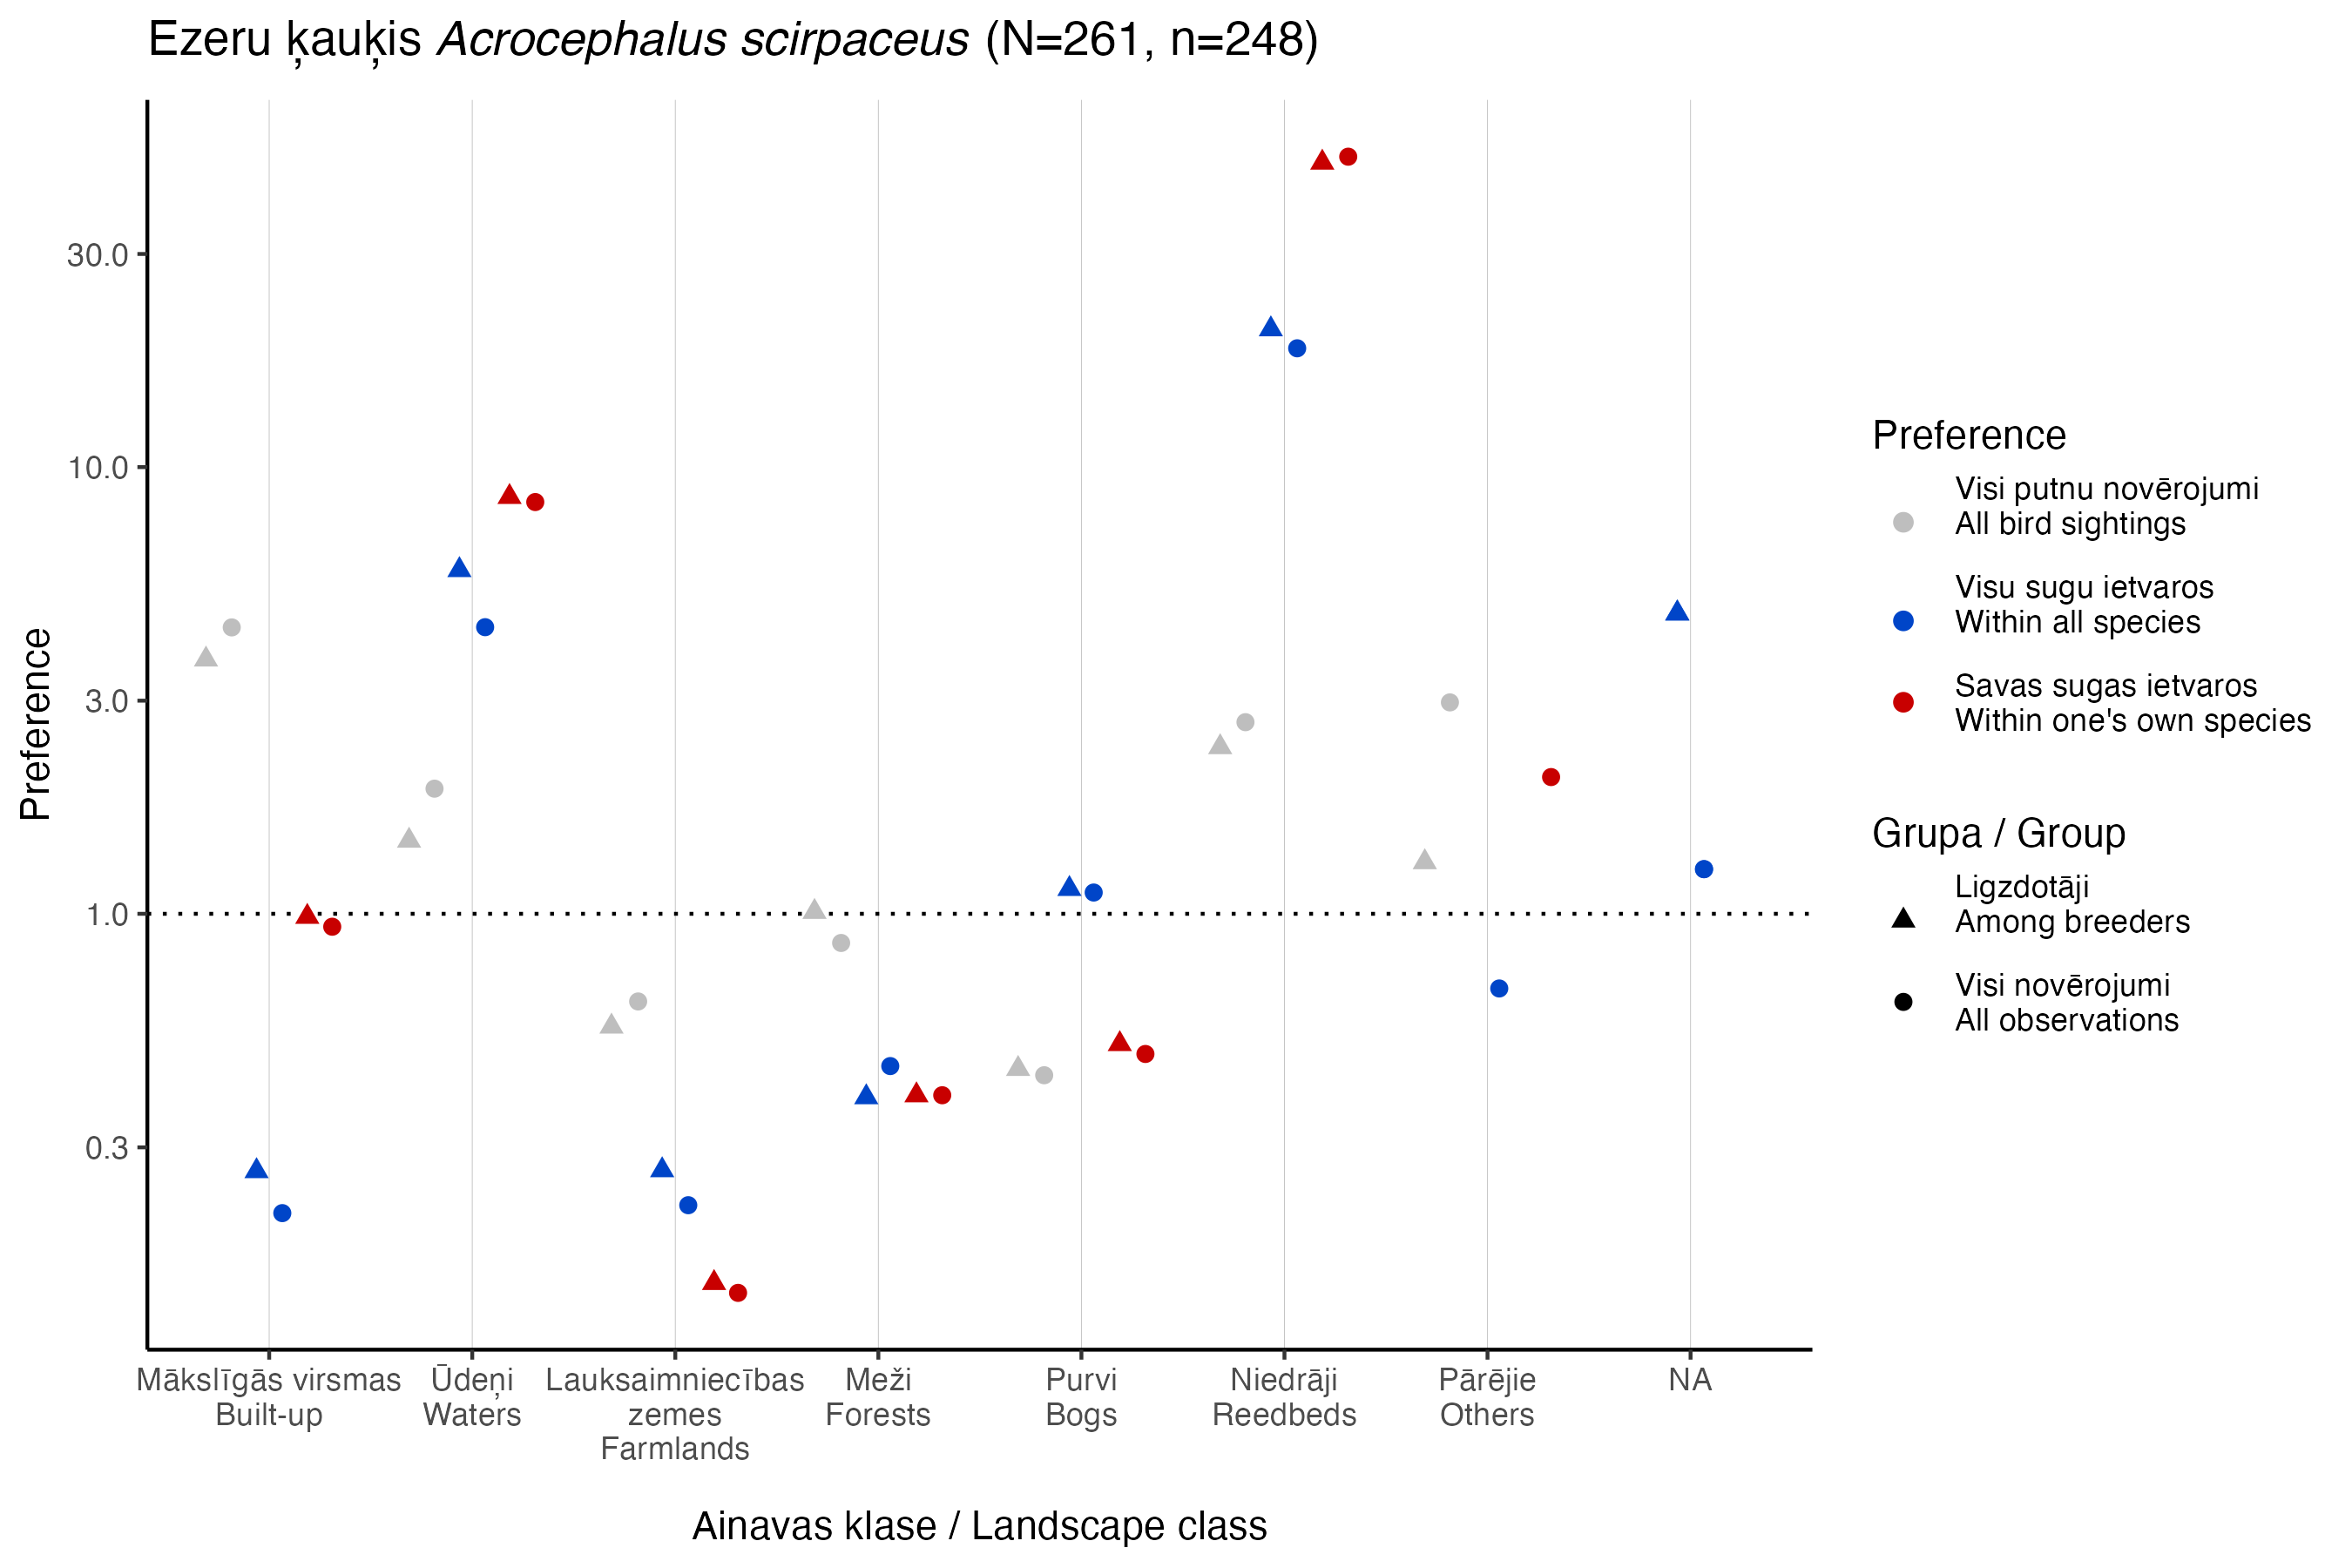 Ezeru ķauķis Acrocephalus scirpaceus (N=261, n=248)
Preference
30.0
10.0
3.0
1.0
0.3
Mākslīgās virsmas
Built-up
Ūdeņi
Waters
Lauksaimniecības
zemes
Farmlands
Meži
Forests
Purvi
Bogs
Niedrāji
Reedbeds
Pārējie
Others
NA
Ainavas klase / Landscape class
Preference
Visi putnu novērojumi
All bird sightings
Visu sugu ietvaros
Within all species
Savas sugas ietvaros
Within one's own species
Grupa / Group
Ligzdotāji
Among breeders
Visi novērojumi
All observations